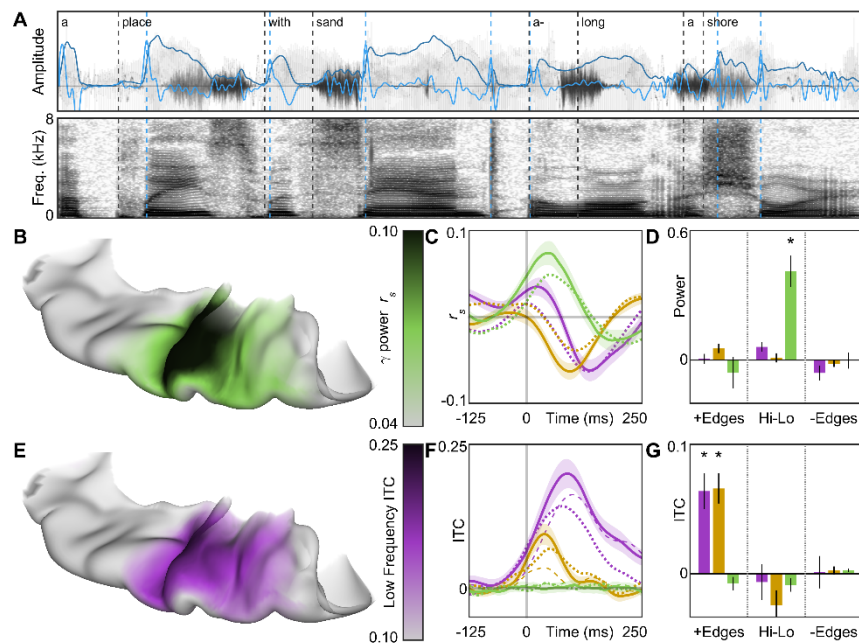 A
a place with sand a- long a shore
Amplitude
8
Freq. (kHz)
0
B
0.10
γ power rs
0.04
C
0.1
rs
-0.1
-125 0 Time (ms) 250
D
0.6
Power
0
*
+Edges Hi-Lo -Edges
E
0.25
Low Frequency ITC
0.10
F
0.25
ITC
0
-125 0 Time (ms) 250
G
0.1
ITC
0
* *
+Edges Hi-Lo -Edges